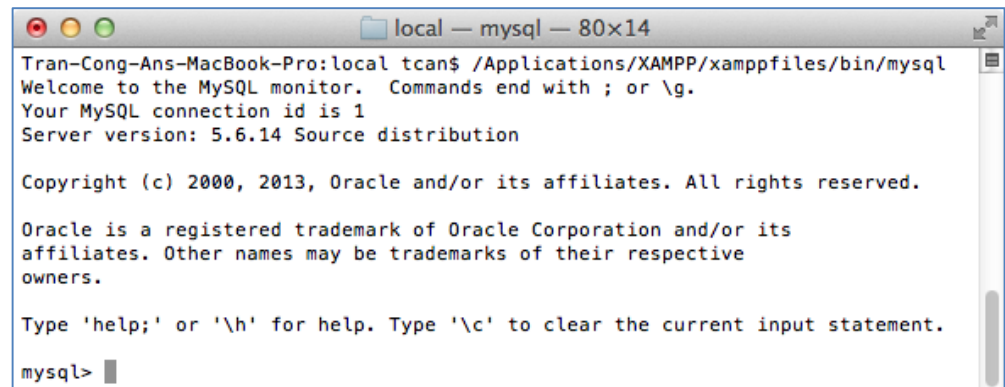 local — mysql — 80×14
Tran-Cong-Ans-MacBook-Pro:local tcan$ /Applications/XAMPP/xamppfiles/bin/mysql
Welcome to the MySQL monitor.  Commands end with ; or \g.
Your MySQL connection id is 1
Server version: 5.6.14 Source distribution
Copyright (c) 2000, 2013, Oracle and/or its affiliates. All rights reserved.
Oracle is a registered trademark of Oracle Corporation and/or its
affiliates. Other names may be trademarks of their respective
owners.
Type 'help;' or '\h' for help. Type '\c' to clear the current input statement.
mysql>